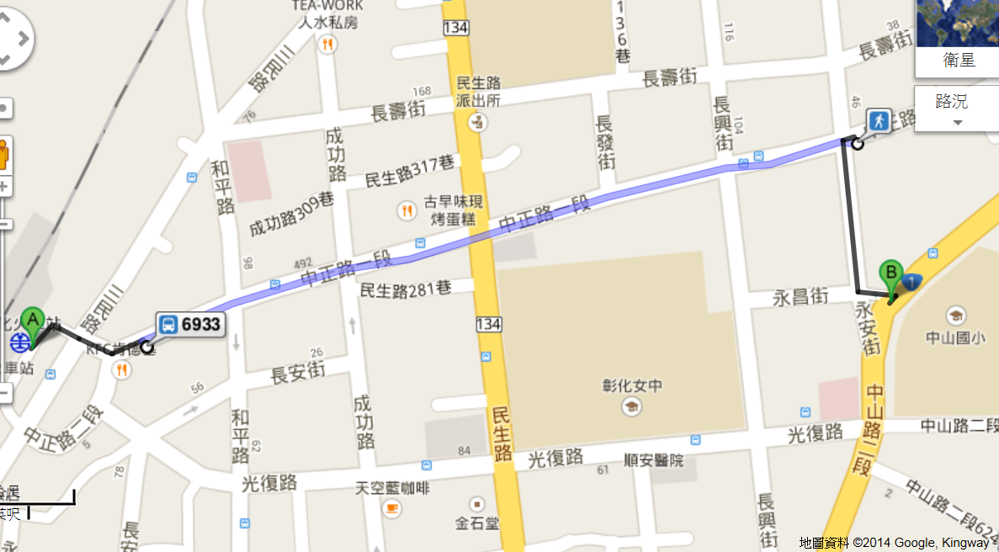 TEA-WORK
人水私房
134
136巷
116
38
長壽街
衛星
路況
三民路
76
168
長壽街
民生路
派出所
長壽街
長興街
104
46
長發街
成功路
和平路
民生路317巷
成功路309巷
古早味現
烤蛋糕
中正路一段
98
492
中正路一段
民生路281巷
永昌街
B
1
永安街
中山國小
A
三民路
6933
KFC肯德基
車站
134
26
長安街
56
彰化女中
成功路
和平路
62
民生路
中山路二段
中正路二段
5
78
84
光復路
61
順安醫院
光復路
中山路二段
光復路
天空藍咖啡
金石堂
長興街
2
中山路二段624
英呎
長
永
地圖資料 ©2014 Google, Kingway -